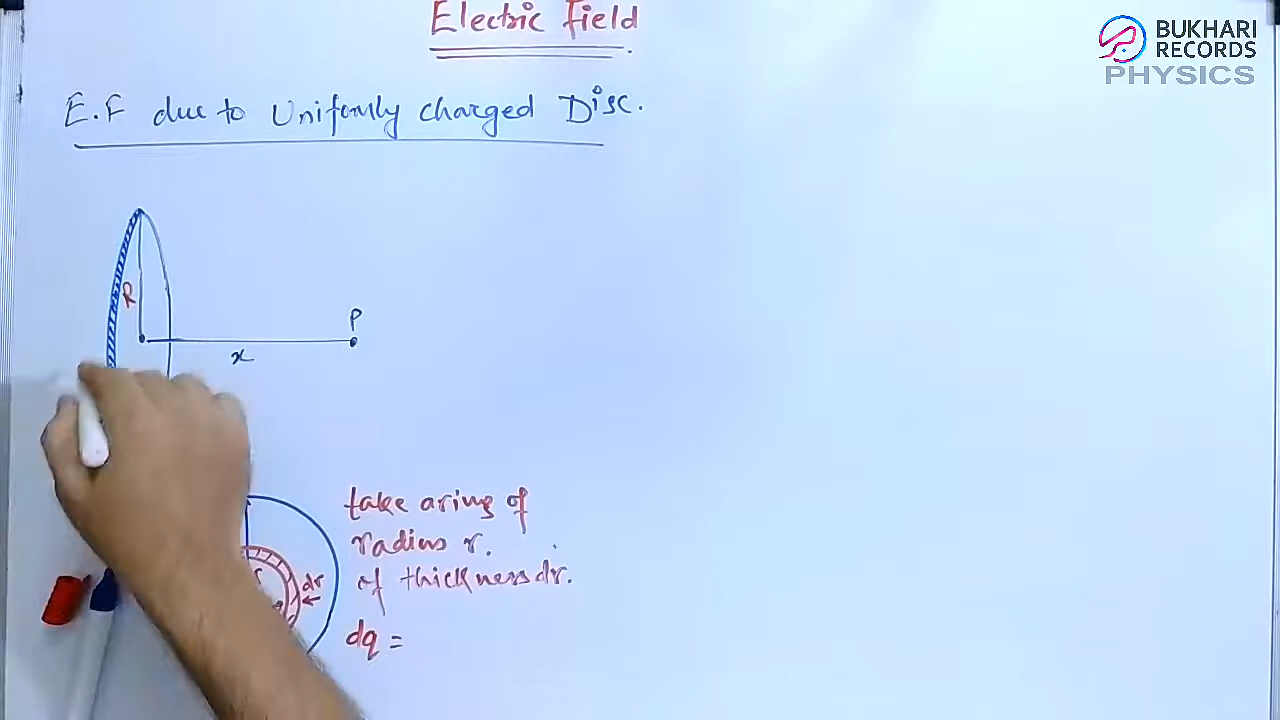 Electric field
BUKHARI
RECORDS
PHYSICS
E.F due to Uniformly charged Disc.
R
P
x
take a ring of
radius r.
of thickness dr.
r
dr
dq =